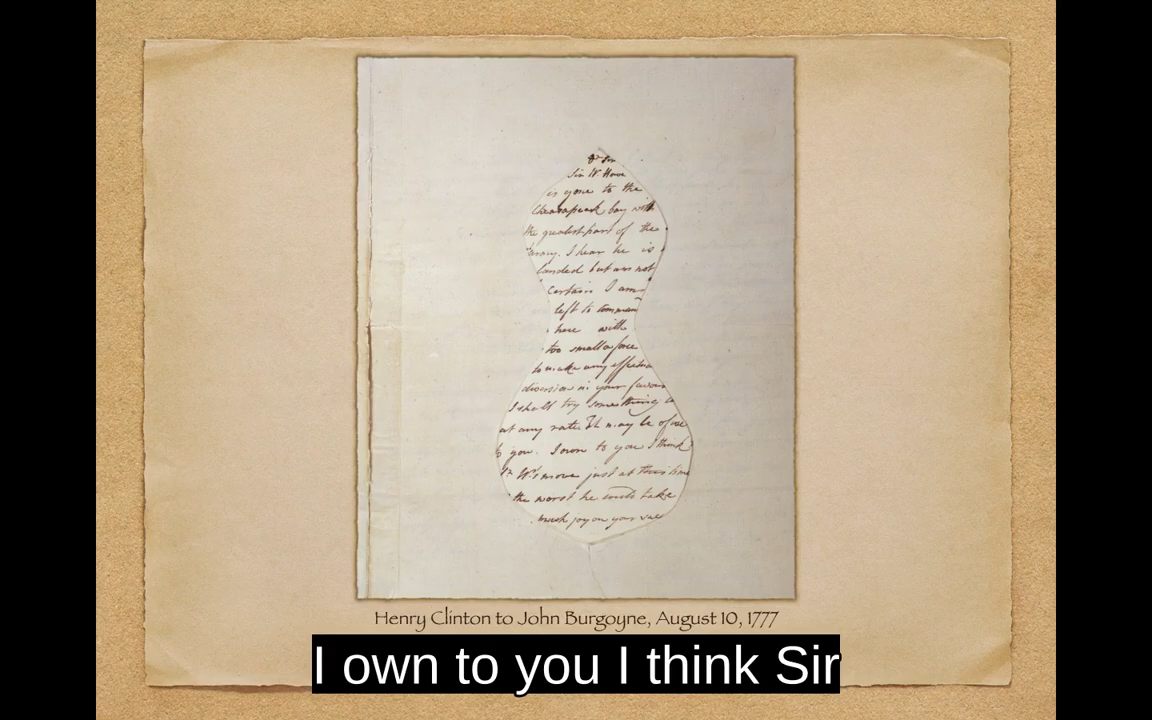 Dr Sir
Sir W. Howe
is gone to the
Chesapeak bay with
the greatest part of the
army. I hear he is
landed but am not
certain. I am
left to comman
here with
too small a force
to make any effectua
diversion in your favour
I shall try something
at any rate. It may be of use
to you. I own to you I think
Sr W's move just at this time
the worst he could take
much joy on your
Henry Clinton to John Burgoyne, August 10, 1777
I own to you I think Sir